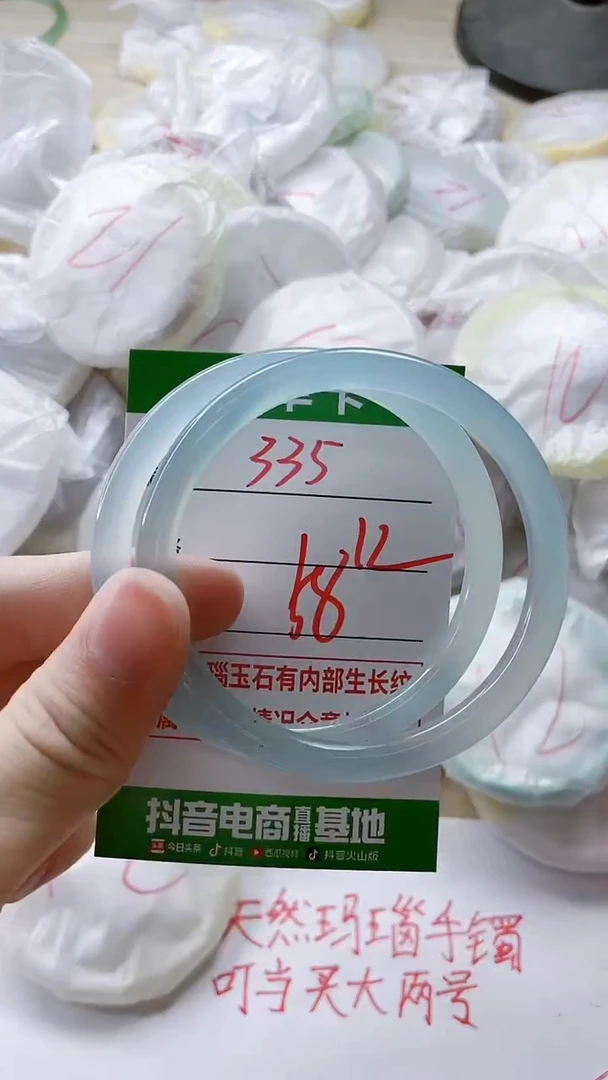 335
58 12
瑙玉石有内部生长纹
抖音电商直播基地
今日头条 抖音 西瓜视频 抖音火山版
天然玛瑙手镯
叮当买大两号